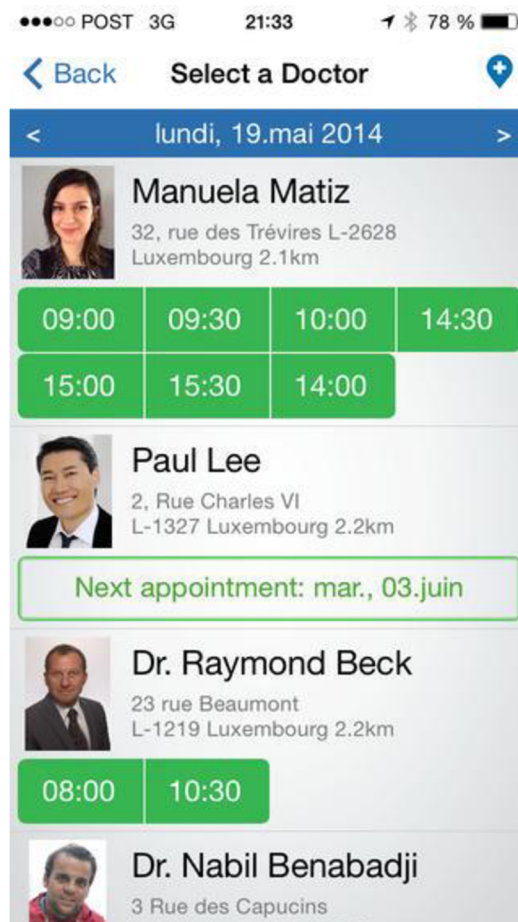 POST 3G 21:33 78 %
Back Select a Doctor
< lundi, 19.mai 2014 >
Manuela Matiz
32, rue des Trévires L-2628
Luxembourg 2.1km
09:00 09:30 10:00 14:30
15:00 15:30 14:00
Paul Lee
2, Rue Charles VI
L-1327 Luxembourg 2.2km
Next appointment: mar., 03.juin
Dr. Raymond Beck
23 rue Beaumont
L-1219 Luxembourg 2.2km
08:00 10:30
Dr. Nabil Benabadji
3 Rue des Capucins